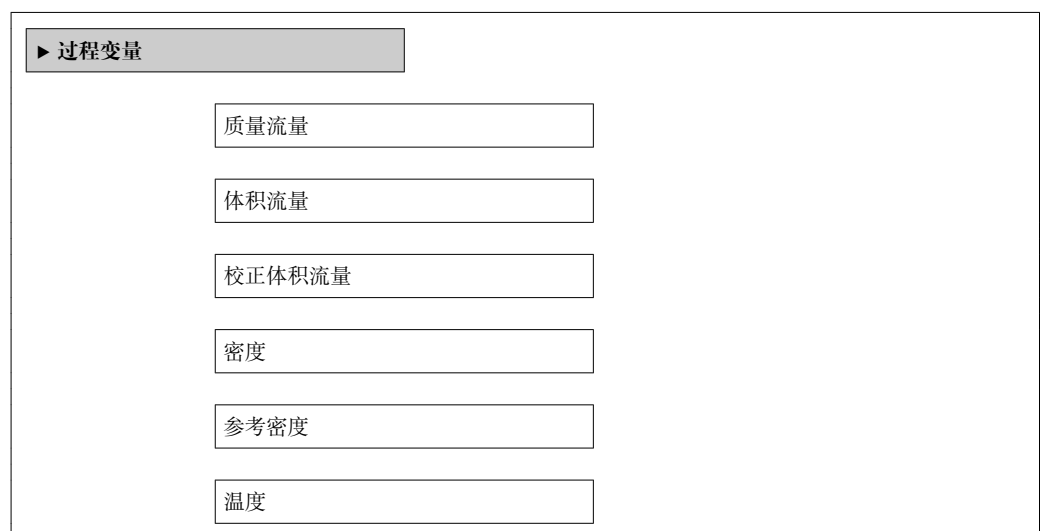 ▶ 过程变量
质量流量
体积流量
校正体积流量
密度
参考密度
温度